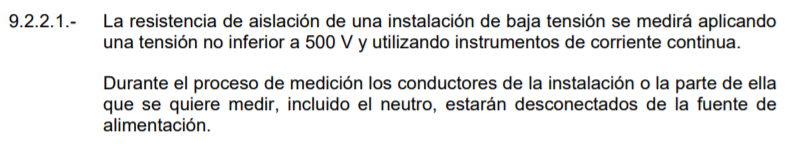 9.2.2.1.- La resistencia de aislación de una instalación de baja tensión se medirá aplicando
una tensión no inferior a 500 V y utilizando instrumentos de corriente continua.
Durante el proceso de medición los conductores de la instalación o la parte de ella
que se quiere medir, incluido el neutro, estarán desconectados de la fuente de
alimentación.